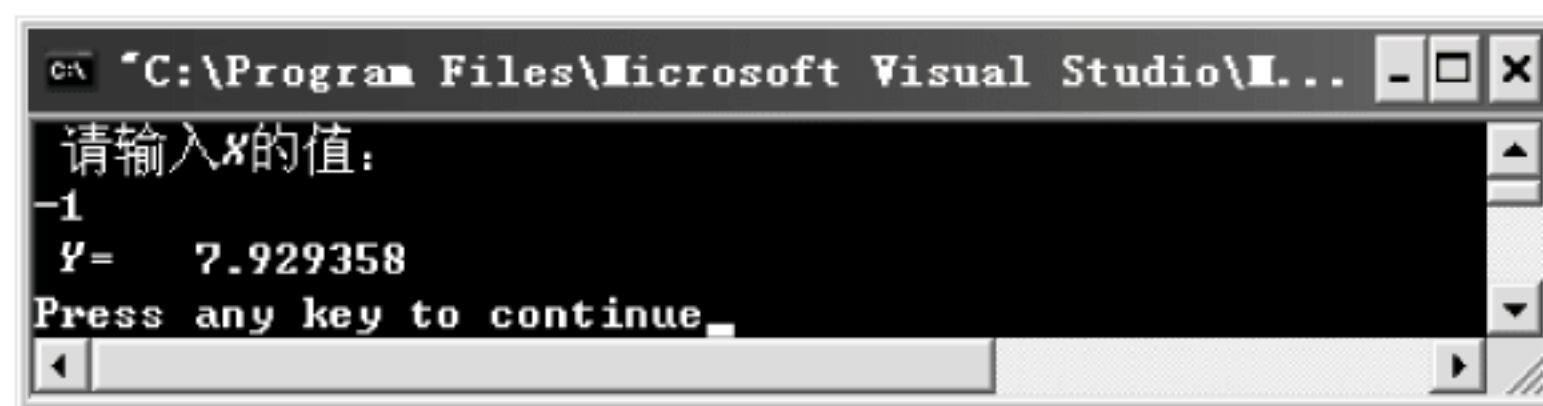 "C:\Program Files\Microsoft Visual Studio\M...
请输入X的值：
-1
Y=   7.929358
Press any key to continue_